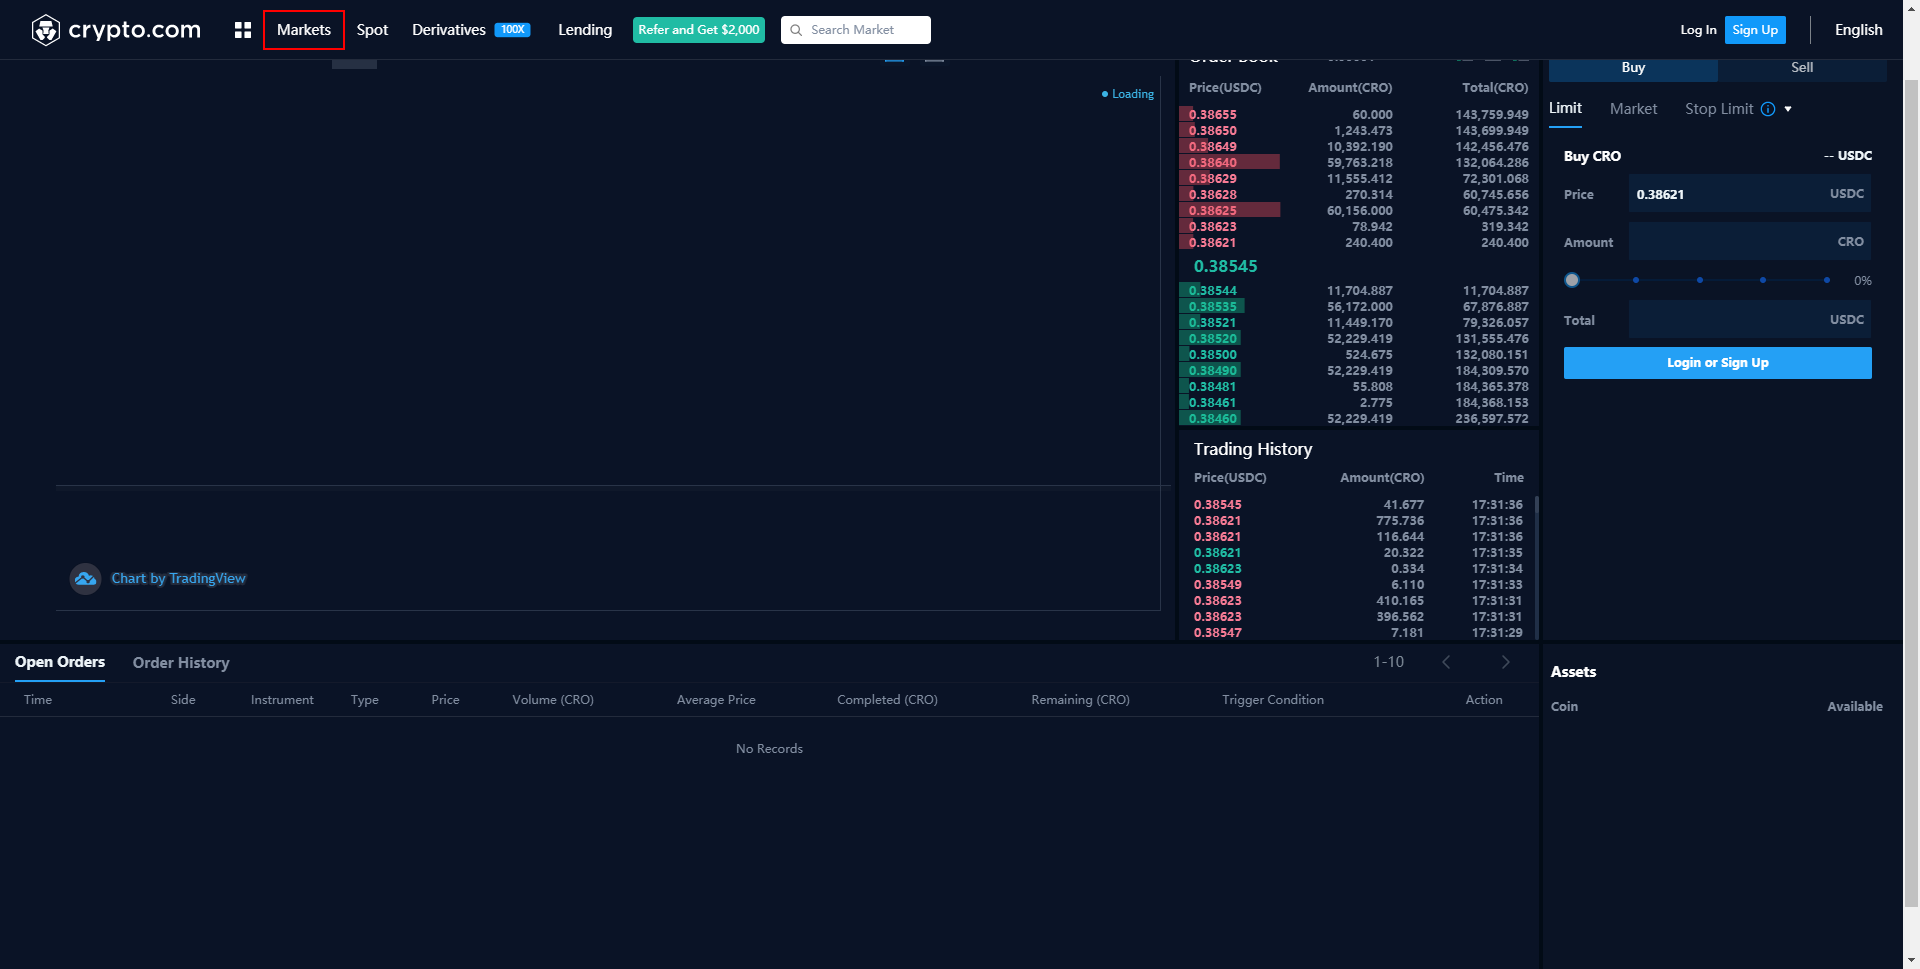 crypto.com Markets Spot Derivatives 100X Lending Refer and Get $2,000 Search Market Log In Sign Up English
Loading
Chart by TradingView
Order Book
Price(USDC) Amount(CRO) Total(CRO)
0.38655 60.000 143,759.949
0.38650 1,243.473 143,699.949
0.38649 10,392.190 142,456.476
0.38640 59,763.218 132,064.286
0.38629 11,555.412 72,301.068
0.38628 270.314 60,745.656
0.38625 60,156.000 60,475.342
0.38623 78.942 319.342
0.38621 240.400 240.400
0.38545
0.38544 11,704.887 11,704.887
0.38535 56,172.000 67,876.887
0.38521 11,449.170 79,326.057
0.38520 52,229.419 131,555.476
0.38500 524.675 132,080.151
0.38490 52,229.419 184,309.570
0.38481 55.808 184,365.378
0.38461 2.775 184,368.153
0.38460 52,229.419 236,597.572
Trading History
Price(USDC) Amount(CRO) Time
0.38545 41.677 17:31:36
0.38621 775.736 17:31:36
0.38621 116.644 17:31:36
0.38621 20.322 17:31:35
0.38623 0.334 17:31:34
0.38549 6.110 17:31:33
0.38623 410.165 17:31:31
0.38623 396.562 17:31:31
0.38547 7.181 17:31:29
Buy Sell
Limit Market Stop Limit
Buy CRO -- USDC
Price 0.38621 USDC
Amount CRO
0%
Total USDC
Login or Sign Up
Open Orders Order History 1-10
Time Side Instrument Type Price Volume (CRO) Average Price Completed (CRO) Remaining (CRO) Trigger Condition Action
No Records
Assets
Coin Available